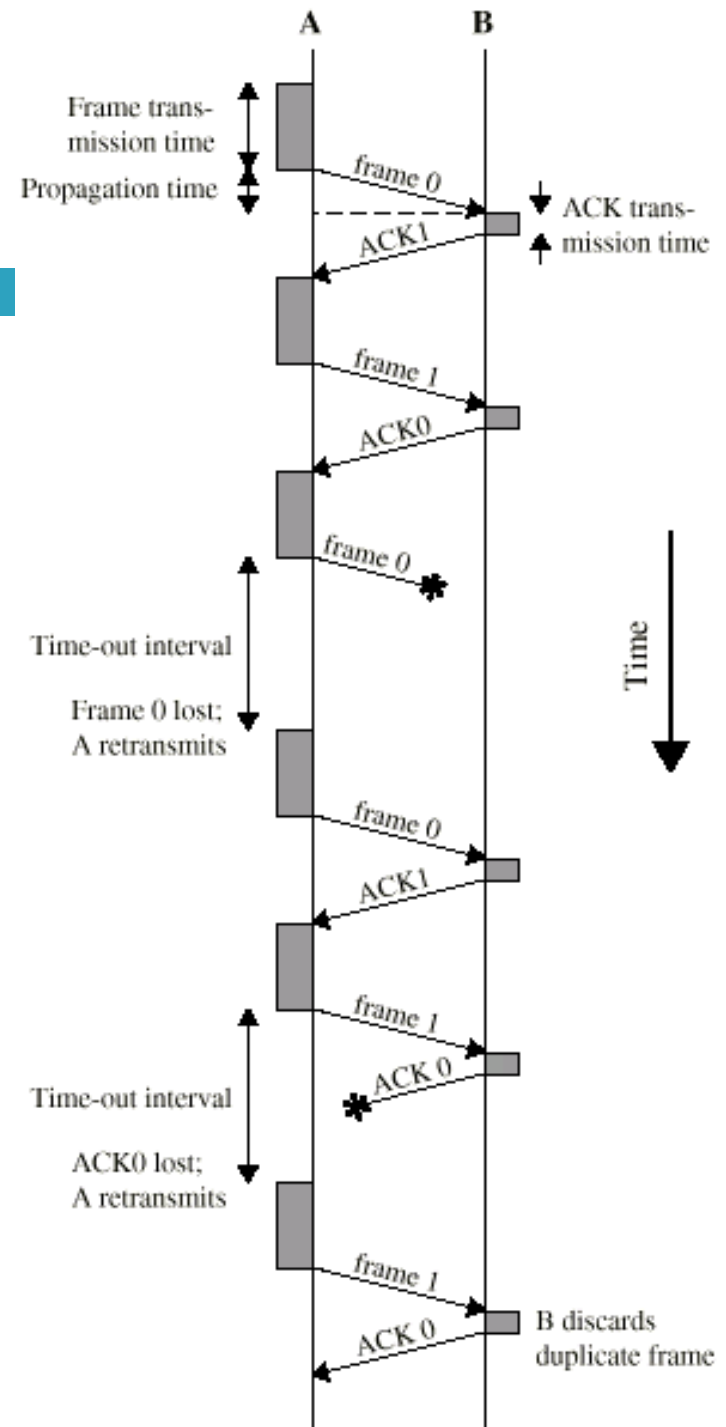 A
B
Frame trans-
mission time
Propagation time
frame 0
ACK trans-
mission time
ACK1
frame 1
ACK0
frame 0
Time-out interval
Time
Frame 0 lost;
A retransmits
frame 0
ACK1
frame 1
ACK 0
Time-out interval
ACK0 lost;
A retransmits
frame 1
ACK 0
B discards
duplicate frame